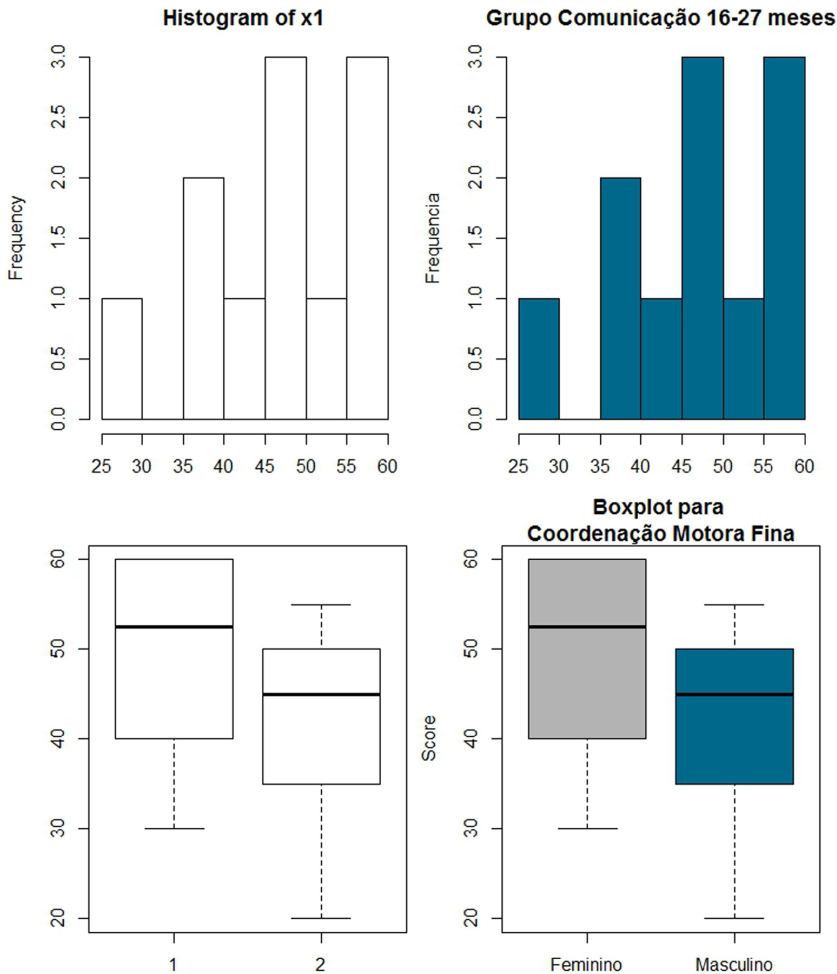 Histogram of x1
Frequency
3.0
2.5
2.0
1.5
1.0
0.5
0.0
25 30 35 40 45 50 55 60
Grupo Comunicação 16-27 meses
Frequencia
3.0
2.5
2.0
1.5
1.0
0.5
0.0
25 30 35 40 45 50 55 60
60
50
40
30
20
1 2
Boxplot para
Coordenação Motora Fina
Score
60
50
40
30
20
Feminino Masculino